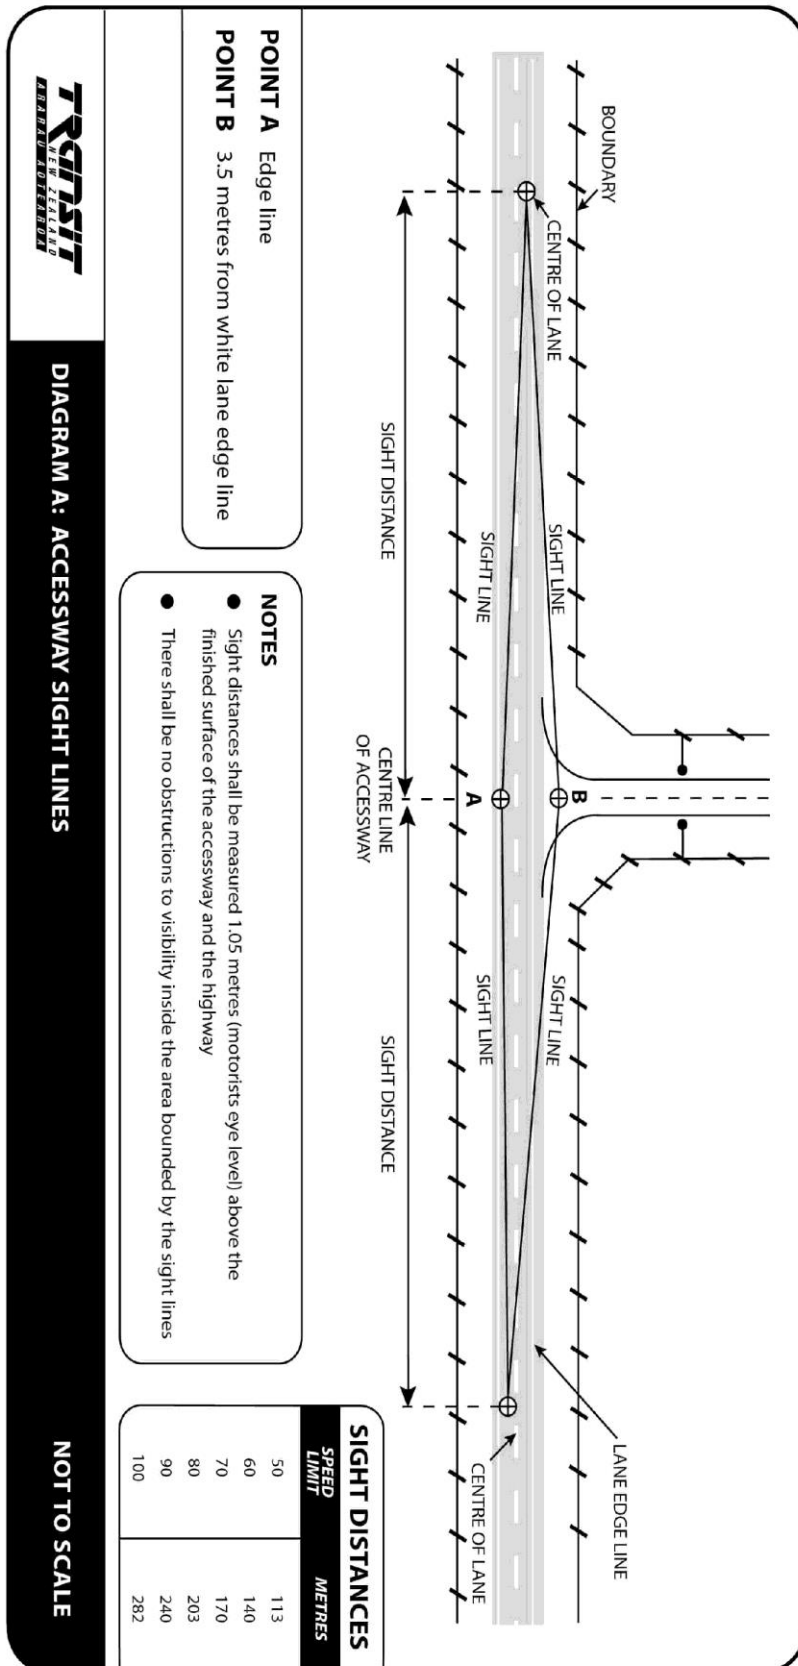 BOUNDARY
CENTRE OF LANE
SIGHT LINE
SIGHT LINE
LANE EDGE LINE
B
SIGHT LINE
SIGHT LINE
A
CENTRE OF LANE
SIGHT DISTANCE
CENTRE LINE
OF ACCESSWAY
SIGHT DISTANCE
POINT A Edge line
POINT B 3.5 metres from white lane edge line
NOTES
● Sight distances shall be measured 1.05 metres (motorists eye level) above the
finished surface of the accessway and the highway
● There shall be no obstructions to visibility inside the area bounded by the sight lines
SIGHT DISTANCES
SPEED
LIMIT
METRES
50 113
60 140
70 170
80 203
90 240
100 282
TRANSIT
NEW ZEALAND
ARARAU AOTEAROA
DIAGRAM A: ACCESSWAY SIGHT LINES
NOT TO SCALE